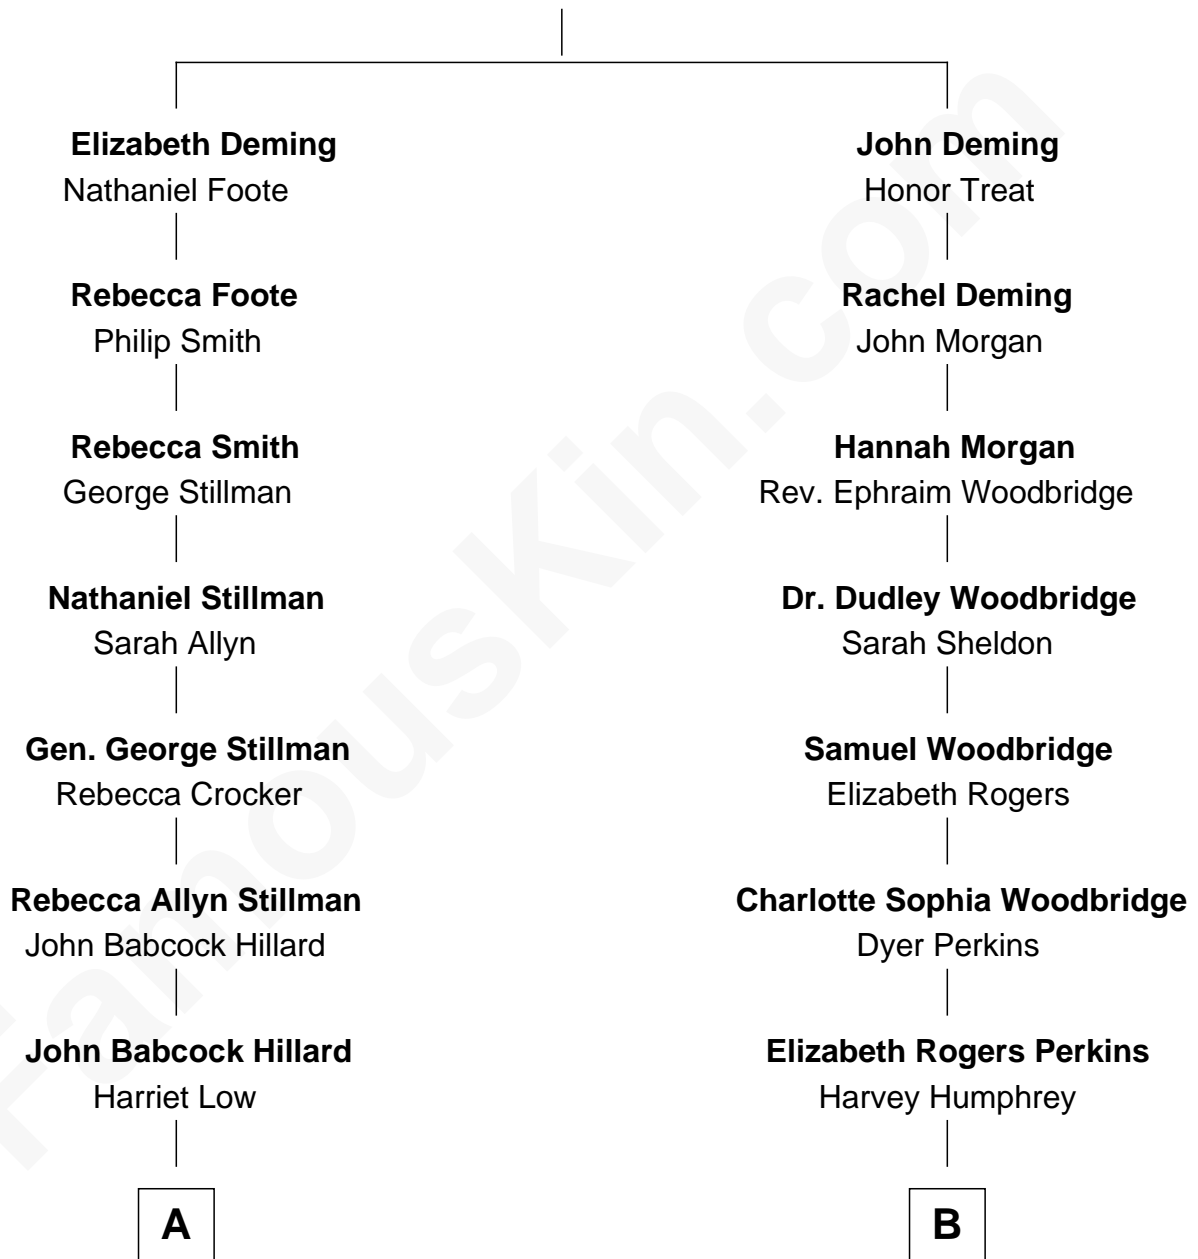 Elizabeth Deming
Nathaniel Foote
John Deming
Honor Treat
Rebecca Foote
Philip Smith
Rachel Deming
John Morgan
Rebecca Smith
George Stillman
Hannah Morgan
Rev. Ephraim Woodbridge
Nathaniel Stillman
Sarah Allyn
Dr. Dudley Woodbridge
Sarah Sheldon
Gen. George Stillman
Rebecca Crocker
Samuel Woodbridge
Elizabeth Rogers
Rebecca Allyn Stillman
John Babcock Hillard
Charlotte Sophia Woodbridge
Dyer Perkins
John Babcock Hillard
Harriet Low
Elizabeth Rogers Perkins
Harvey Humphrey
A
B
FamousKin.com